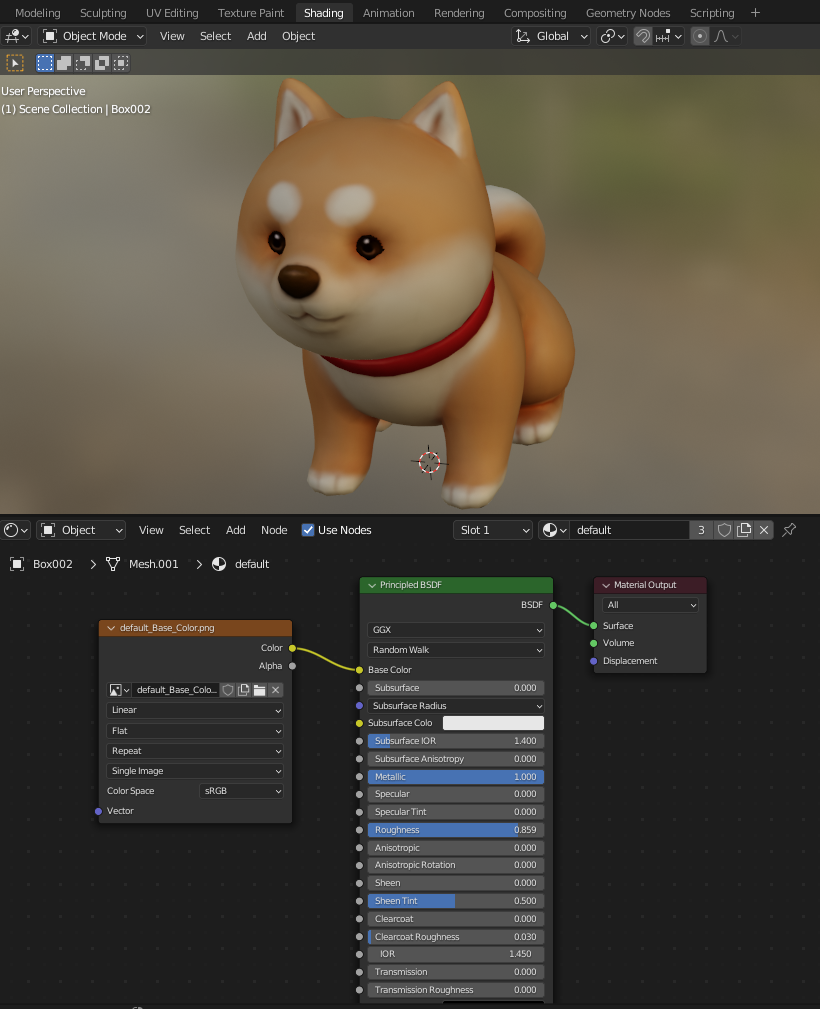 Modeling Sculpting UV Editing Texture Paint Shading Animation Rendering Compositing Geometry Nodes Scripting +
Object Mode View Select Add Object Global
User Perspective
(1) Scene Collection | Box002
Object View Select Add Node Use Nodes Slot 1 default 3
Box002 > Mesh.001 > default
default_Base_Color.png
Color
Alpha
default_Base_Colo...
Linear
Flat
Repeat
Single Image
Color Space sRGB
Vector
Principled BSDF
BSDF
GGX
Random Walk
Base Color
Subsurface 0.000
Subsurface Radius
Subsurface Colo
Subsurface IOR 1.400
Subsurface Anisotropy 0.000
Metallic 1.000
Specular 0.000
Specular Tint 0.000
Roughness 0.859
Anisotropic 0.000
Anisotropic Rotation 0.000
Sheen 0.000
Sheen Tint 0.500
Clearcoat 0.000
Clearcoat Roughness 0.030
IOR 1.450
Transmission 0.000
Transmission Roughness 0.000
Material Output
All
Surface
Volume
Displacement